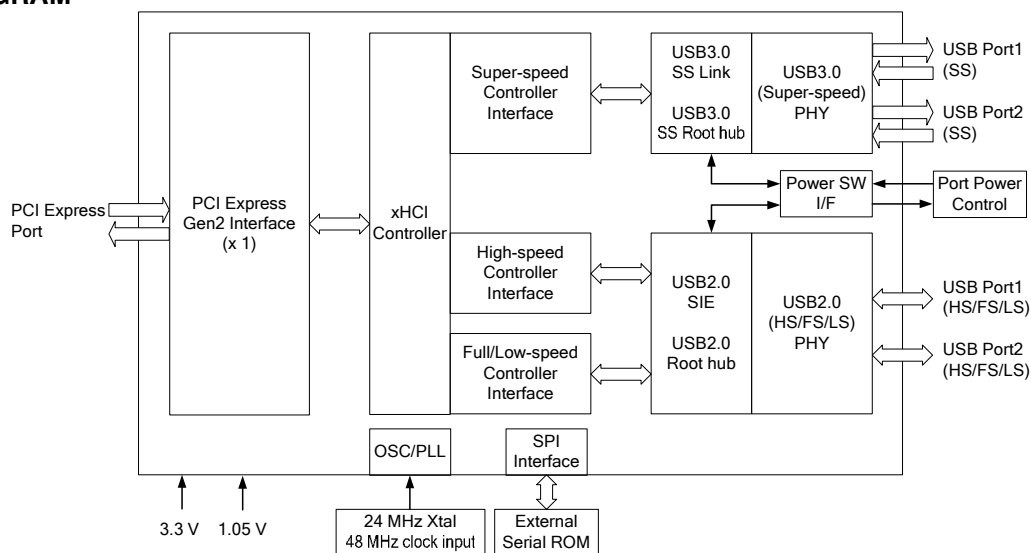 USB Port1
(SS)
USB Port2
(SS)
Super-speed
Controller
Interface
USB3.0
SS Link
USB3.0
SS Root hub
USB3.0
(Super-speed)
PHY
Power SW
I/F
Port Power
Control
PCI Express
Port
PCI Express
Gen2 Interface
(x 1)
xHCI
Controller
High-speed
Controller
Interface
Full/Low-speed
Controller
Interface
USB2.0
SIE
USB2.0
Root hub
USB2.0
(HS/FS/LS)
PHY
USB Port1
(HS/FS/LS)
USB Port2
(HS/FS/LS)
OSC/PLL
SPI
Interface
3.3 V
1.05 V
24 MHz Xtal
48 MHz clock input
External
Serial ROM